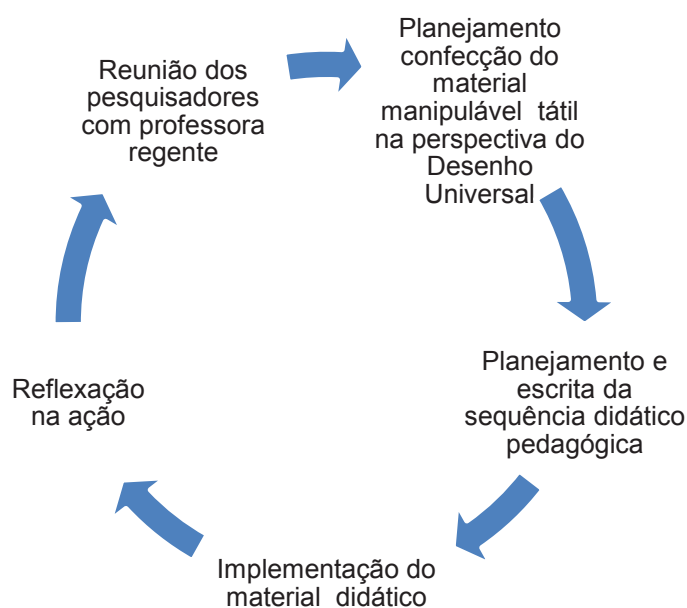 Reunião dos
pesquisadores
com professora
regente
Planejamento
confecção do
material
manipulável tátil
na perspectiva do
Desenho
Universal
Planejamento e
escrita da
sequência didático
pedagógica
Implementação do
material didático
Reflexação
na ação